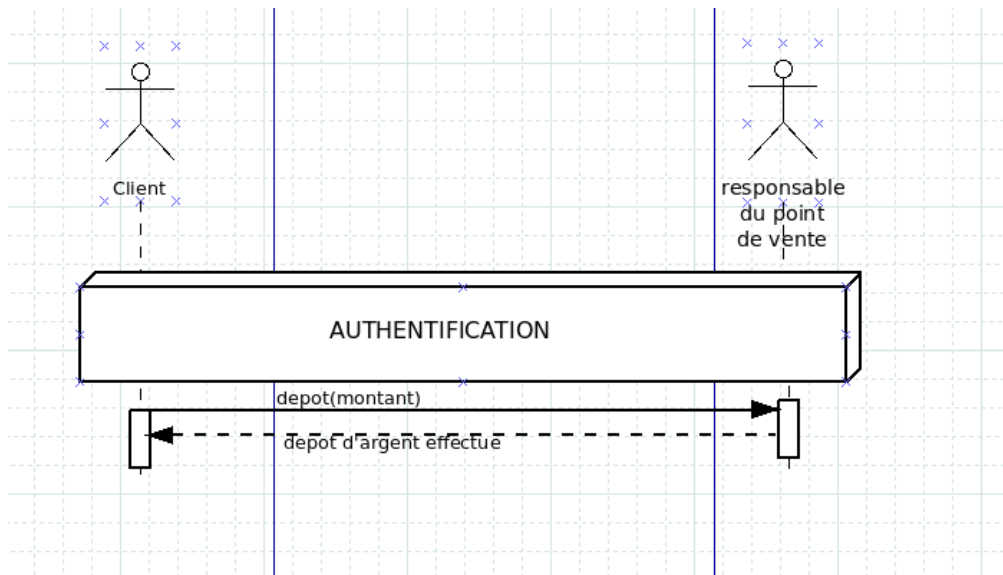 Client
responsable
du point
de vente
AUTHENTIFICATION
depot(montant)
depot d'argent effectue